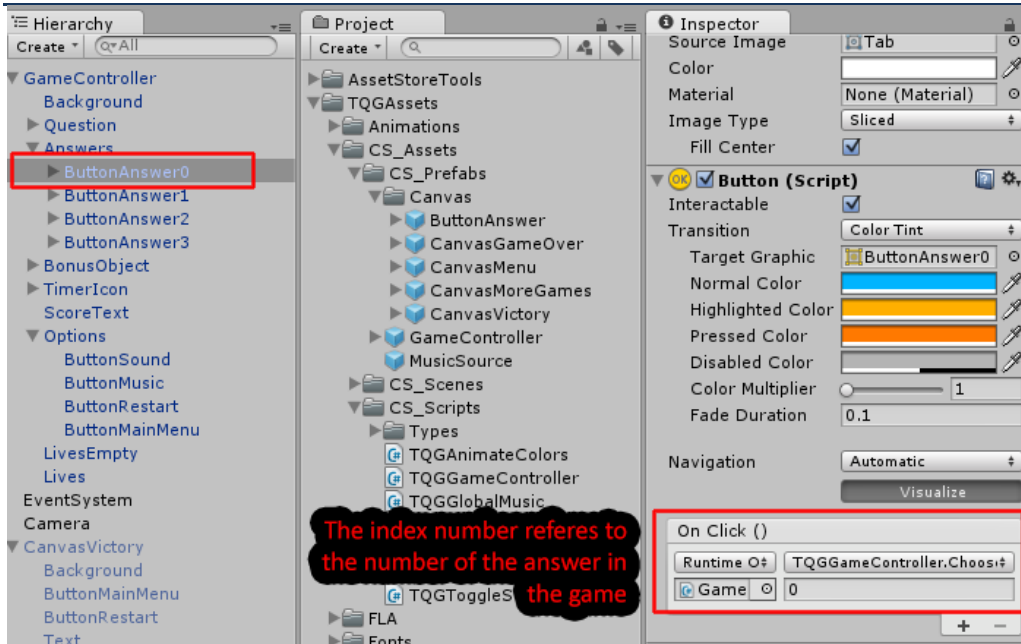 Hierarchy
Create
All
GameController
Background
Question
Answers
ButtonAnswer0
ButtonAnswer1
ButtonAnswer2
ButtonAnswer3
BonusObject
TimerIcon
ScoreText
Options
ButtonSound
ButtonMusic
ButtonRestart
ButtonMainMenu
LivesEmpty
Lives
EventSystem
Camera
CanvasVictory
Background
ButtonMainMenu
ButtonRestart
Text
Project
Create
AssetStoreTools
TQGAssets
Animations
CS_Assets
CS_Prefabs
Canvas
ButtonAnswer
CanvasGameOver
CanvasMenu
CanvasMoreGames
CanvasVictory
GameController
MusicSource
CS_Scenes
CS_Scripts
Types
TQGAnimateColors
TQGGameController
TQGGlobalMusic
The index number referes to
the number of the answer in
the game
TQGToggleS
FLA
Fonts
Inspector
Source Image Tab
Color
Material None (Material)
Image Type Sliced
Fill Center
OK Button (Script)
Interactable
Transition Color Tint
Target Graphic ButtonAnswer0
Normal Color
Highlighted Color
Pressed Color
Disabled Color
Color Multiplier 1
Fade Duration 0.1
Navigation Automatic
Visualize
On Click ()
Runtime O TQGGameController.Choos
Game 0
+ −